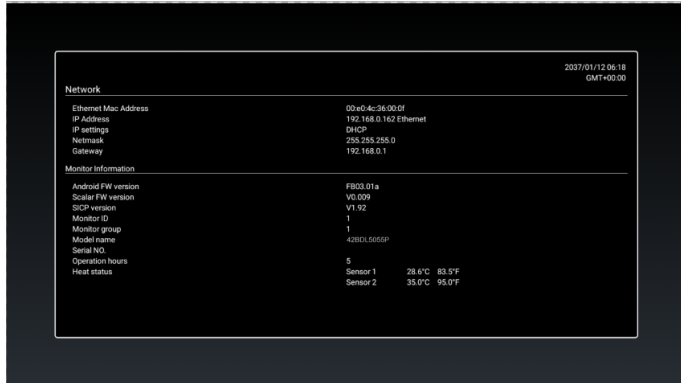 2037/01/12 06:18
GMT+00:00
Network
Ethernet Mac Address 00:e0:4c:36:00:0f
IP Address 192.168.0.162 Ethernet
IP settings DHCP
Netmask 255.255.255.0
Gateway 192.168.0.1
Monitor Information
Android FW version FB03.01a
Scalar FW version V0.009
SICP version V1.92
Monitor ID 1
Monitor group 1
Model name 42BDL5055P
Serial NO.
Operation hours 5
Heat status Sensor 1 28.6°C 83.5°F
Sensor 2 35.0°C 95.0°F